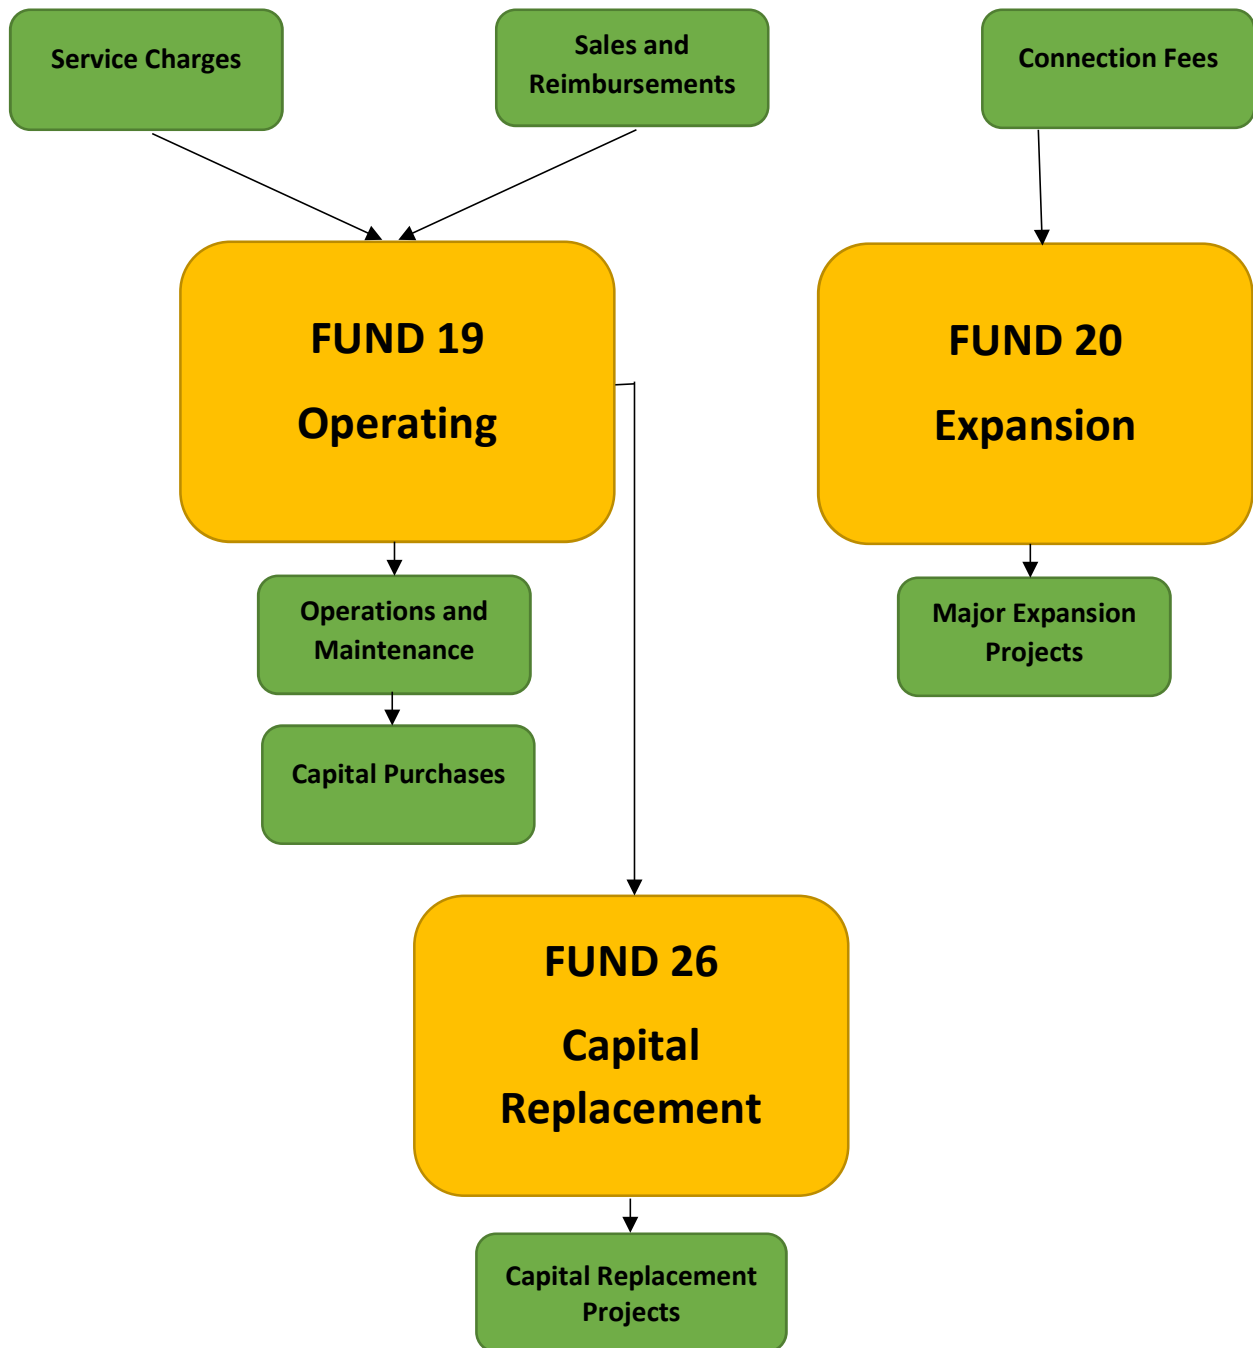 Service Charges
Sales and
Reimbursements
Connection Fees
FUND 19
Operating
FUND 20
Expansion
Operations and
Maintenance
Major Expansion
Projects
Capital Purchases
FUND 26
Capital
Replacement
Capital Replacement
Projects